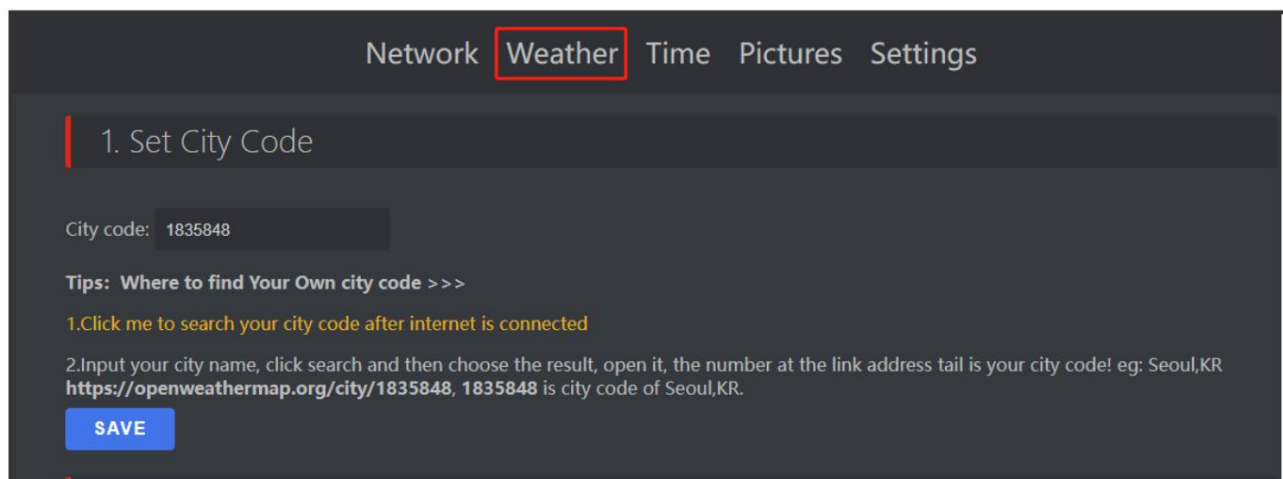 Network Weather Time Pictures Settings
1. Set City Code
City code: 1835848
Tips: Where to find Your Own city code >>>
1.Click me to search your city code after internet is connected
2.Input your city name, click search and then choose the result, open it, the number at the link address tail is your city code! eg: Seoul,KR
https://openweathermap.org/city/1835848, 1835848 is city code of Seoul,KR.
SAVE